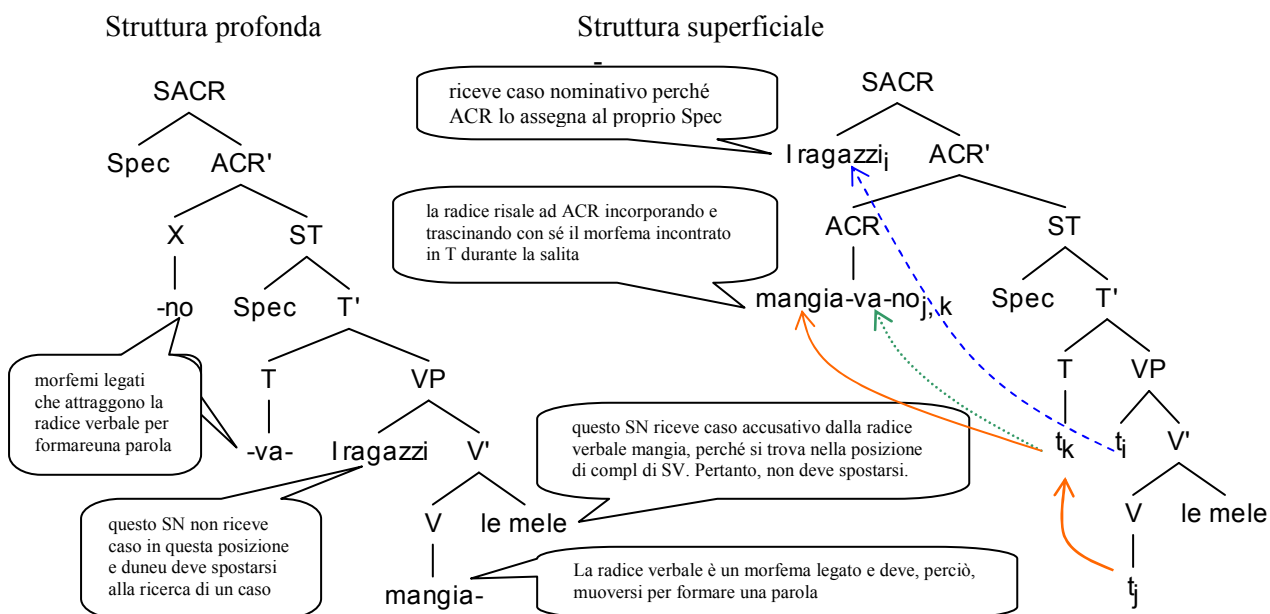 Struttura profonda
Struttura superficiale
SACR
Spec ACR'
X ST
-no Spec T'
T VP
-va- I ragazzi V'
V le mele
mangia-
morfemi legati
che attraggono la
radice verbale per
formareuna parola
questo SN non riceve
caso in questa posizione
e duneu deve spostarsi
alla ricerca di un caso
riceve caso nominativo perché
ACR lo assegna al proprio Spec
la radice risale ad ACR incorporando e
trascinando con sé il morfema incontrato
in T durante la salita
questo SN riceve caso accusativo dalla radice
verbale mangia, perché si trova nella posizione
di compl di SV. Pertanto, non deve spostarsi.
La radice verbale è un morfema legato e deve, perciò,
muoversi per formare una parola
SACR
I ragazzii ACR'
ACR ST
mangia-va-noj, k Spec T'
T VP
tk ti V'
V le mele
tj